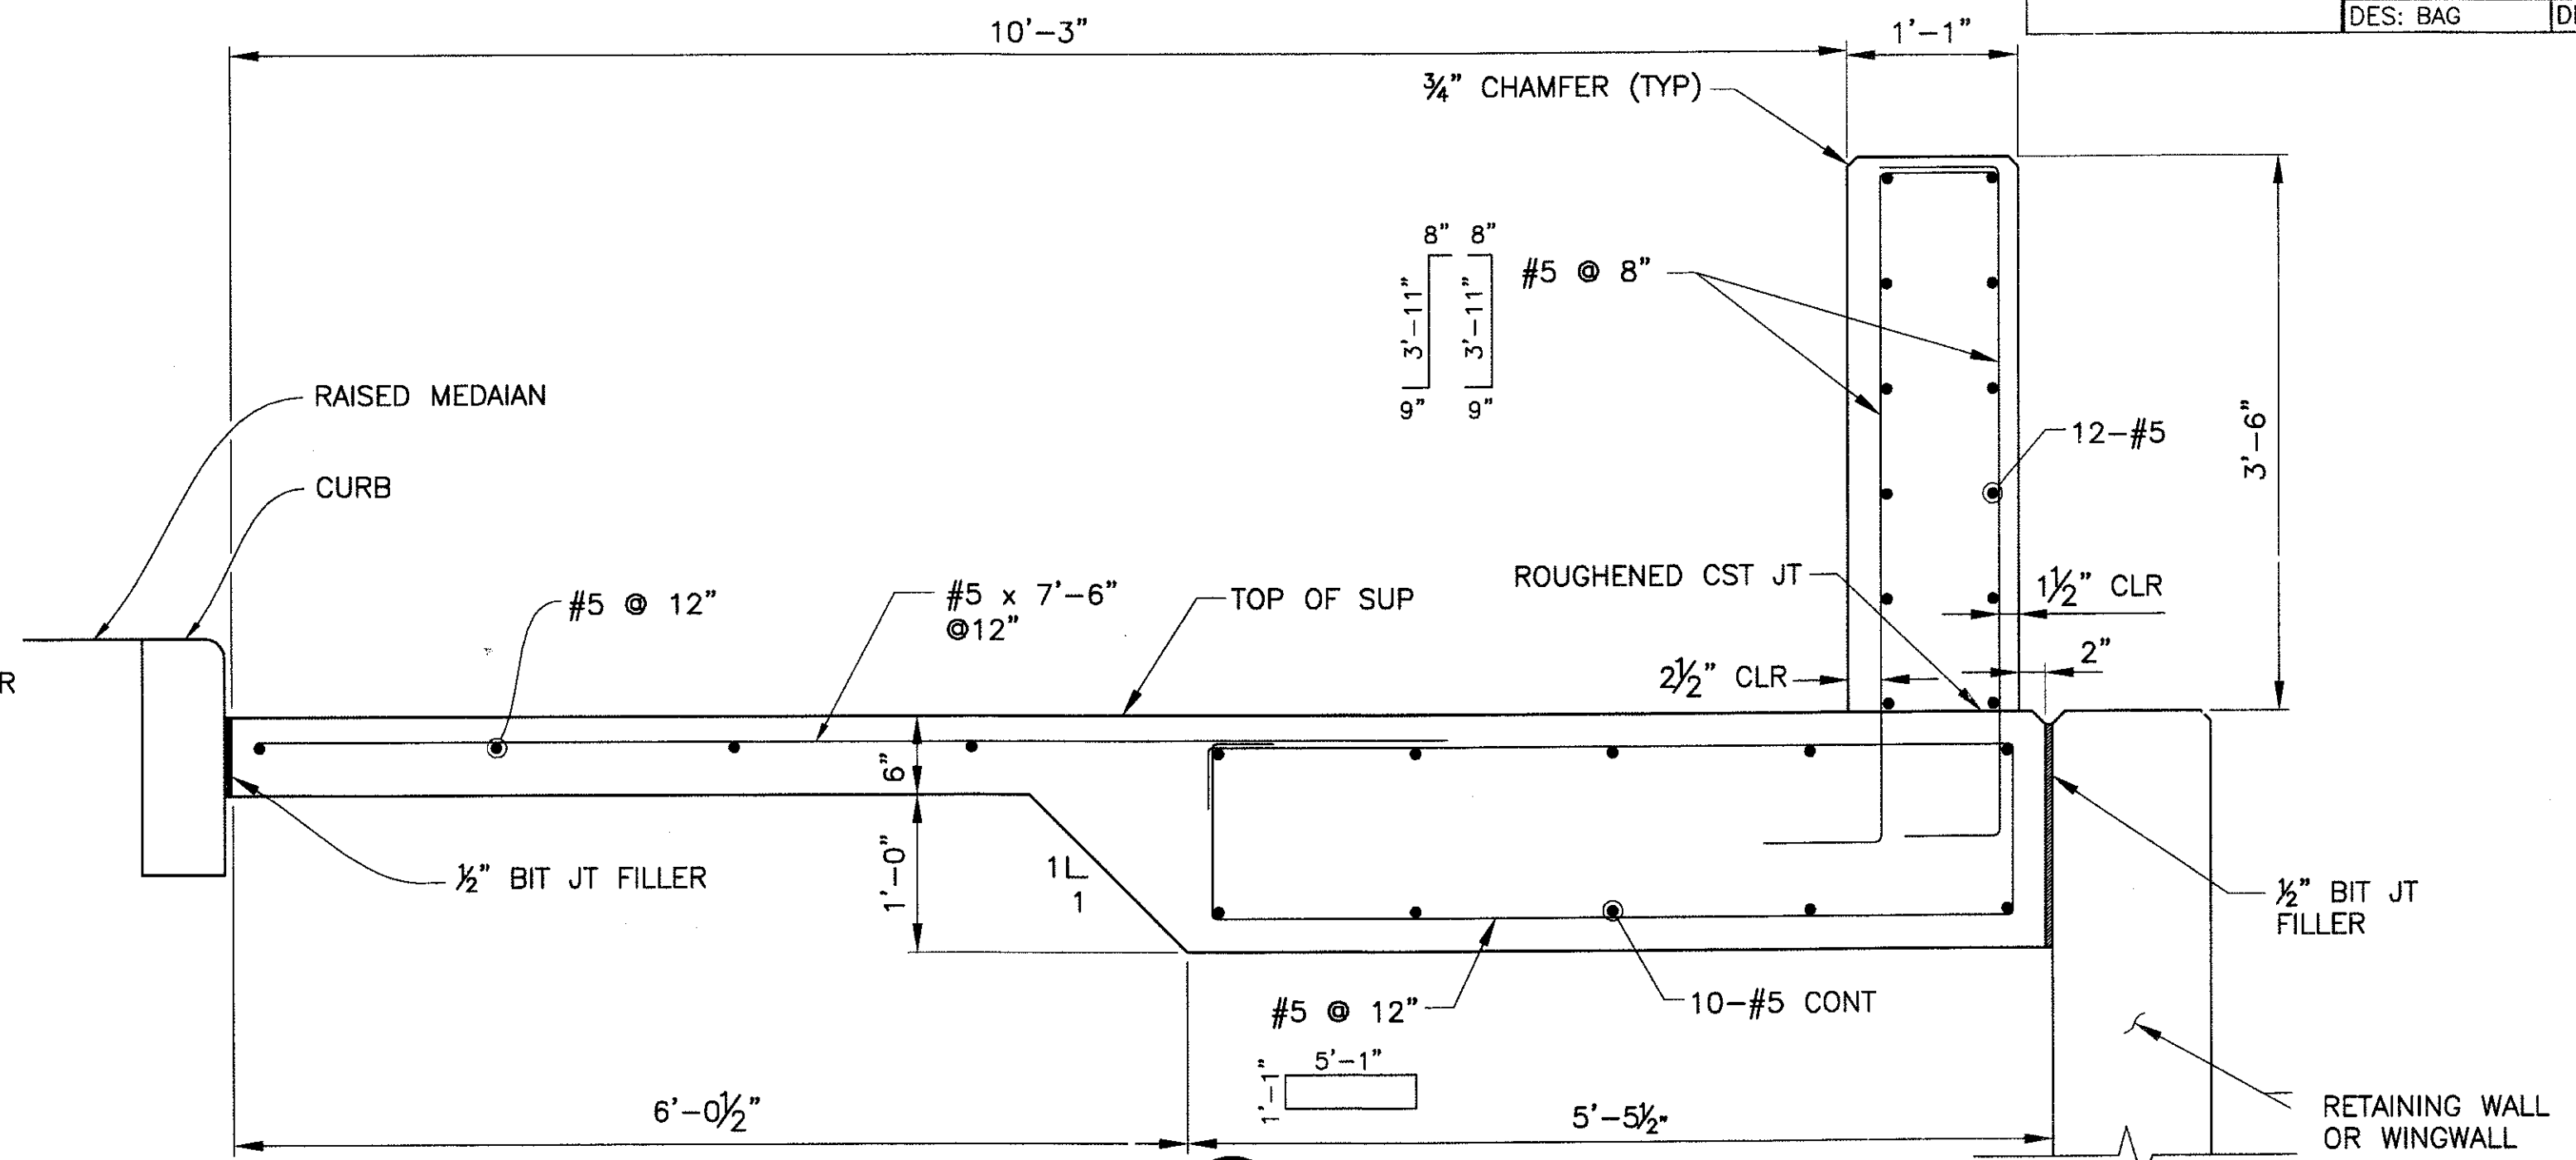 DES: BAG
10'-3"
1'-1"
¾" CHAMFER (TYP)
8" 8"
3'-11" 3'-11"
9" 9"
#5 @ 8"
RAISED MEDAIAN
CURB
12-#5
3'-6"
#5 @ 12"
#5 x 7'-6"
@12"
TOP OF SUP
ROUGHENED CST JT
1½" CLR
2"
2½" CLR
R
6"
1'-0"
1
1
½" BIT JT FILLER
½" BIT JT
FILLER
#5 @ 12"
10-#5 CONT
5'-1"
1'-1"
6'-0½"
5'-5½"
RETAINING WALL
OR WINGWALL